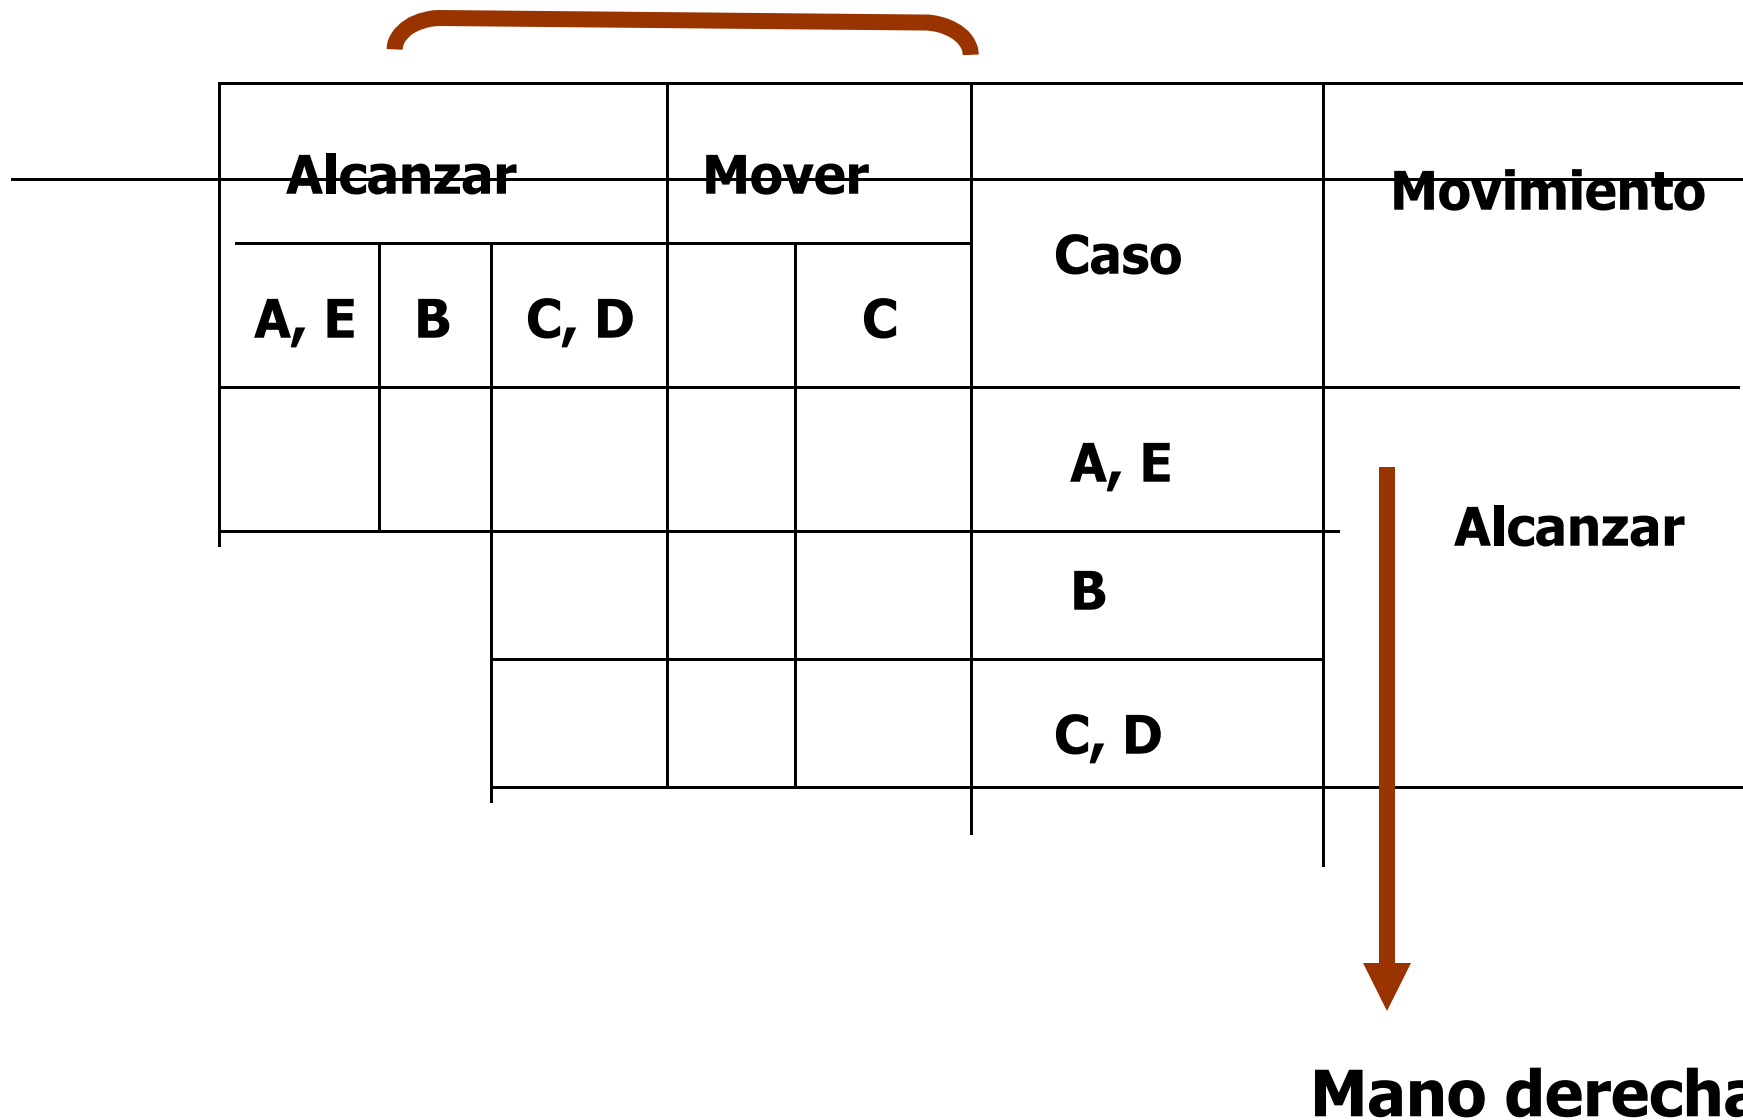 Alcanzar Mover Movimiento
Caso
A, E B C, D C
A, E
Alcanzar
B
C, D
Mano derecha